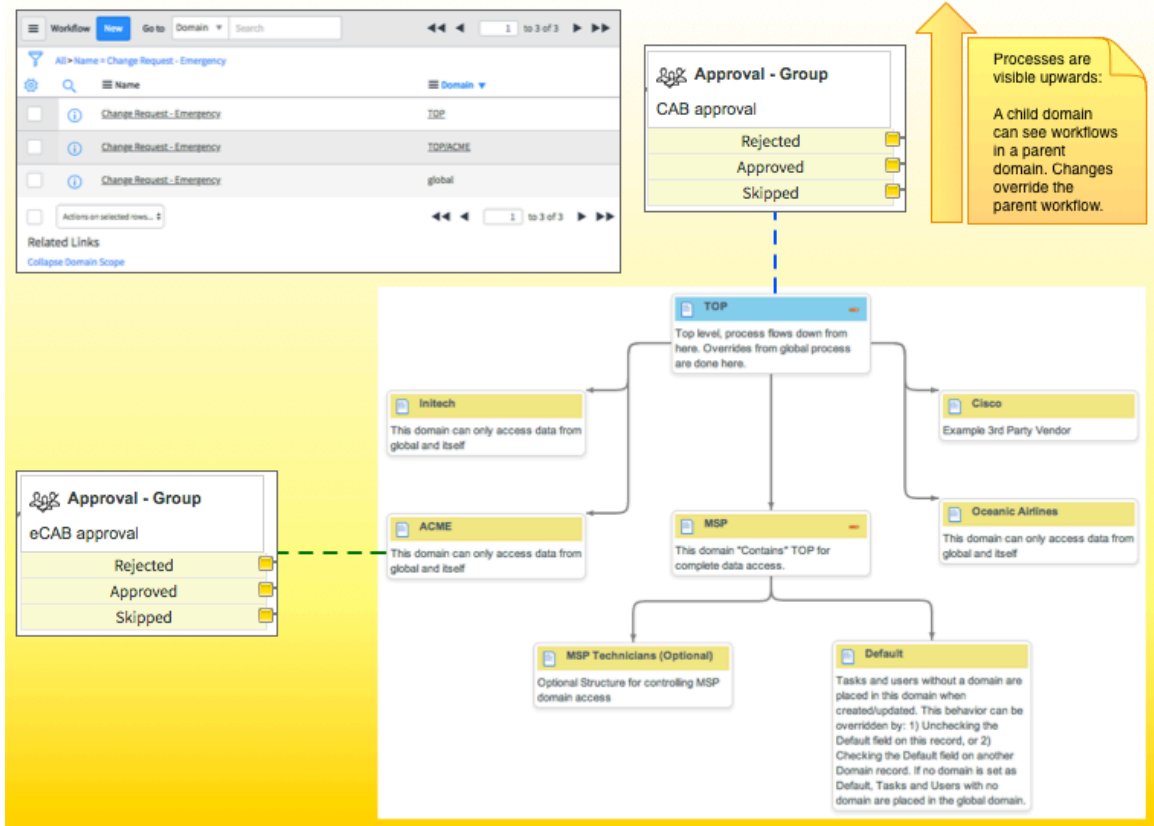 Workflow New Go to Domain Search 1 to 3 of 3
All>Name = Change Request - Emergency
Name Domain
Change Request - Emergency TOP
Change Request - Emergency TOP/ACME
Change Request - Emergency global
Actions on selected rows... 1 to 3 of 3
Related Links
Collapse Domain Scope
Approval - Group
CAB approval
Rejected
Approved
Skipped
Processes are
visible upwards:
A child domain
can see workflows
in a parent
domain. Changes
override the
parent workflow.
TOP
Top level, process flows down from
here. Overrides from global process
are done here.
Initech
This domain can only access data from
global and itself
Cisco
Example 3rd Party Vendor
Approval - Group
eCAB approval
Rejected
Approved
Skipped
ACME
This domain can only access data from
global and itself
MSP
This domain "Contains" TOP for
complete data access.
Oceanic Airlines
This domain can only access data from
global and itself
MSP Technicians (Optional)
Optional Structure for controlling MSP
domain access
Default
Tasks and users without a domain are
placed in this domain when
created/updated. This behavior can be
overridden by: 1) Unchecking the
Default field on this record, or 2)
Checking the Default field on another
Domain record. If no domain is set as
Default, Tasks and Users with no
domain are placed in the global domain.